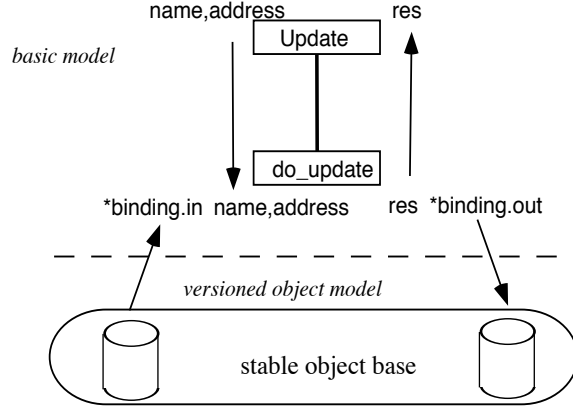 name,address res
Update
basic model
do_update
*binding.in name,address res *binding.out
versioned object model
stable object base